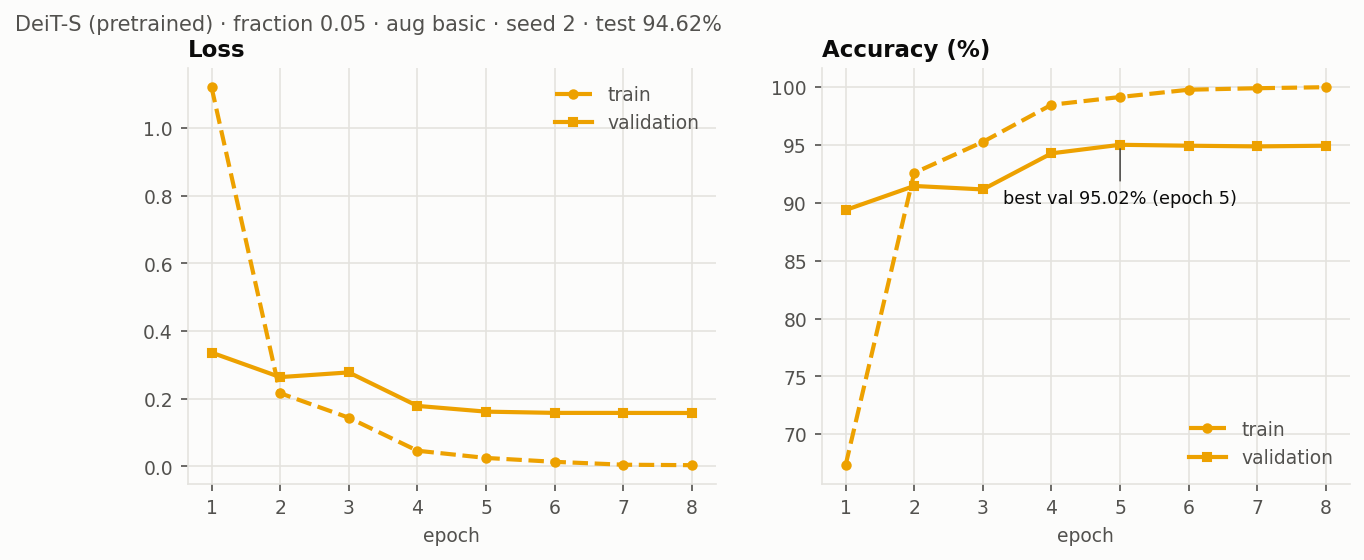 DeiT-S (pretrained) · fraction 0.05 · aug basic · seed 2 · test 94.62%
Loss
train
validation
1.0
0.8
0.6
0.4
0.2
0.0
1 2 3 4 5 6 7 8
epoch
Accuracy (%)
100
95
90
85
80
75
70
best val 95.02% (epoch 5)
train
validation
1 2 3 4 5 6 7 8
epoch